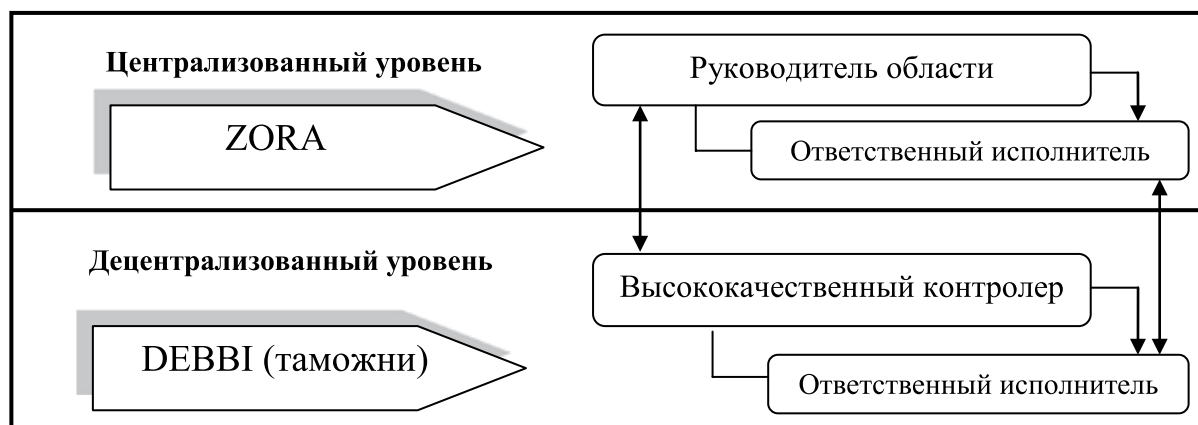 Централизованный уровень
ZORA
Руководитель области
Ответственный исполнитель
Децентрализованный уровень
DEBBI (таможни)
Высококачественный контролер
Ответственный исполнитель